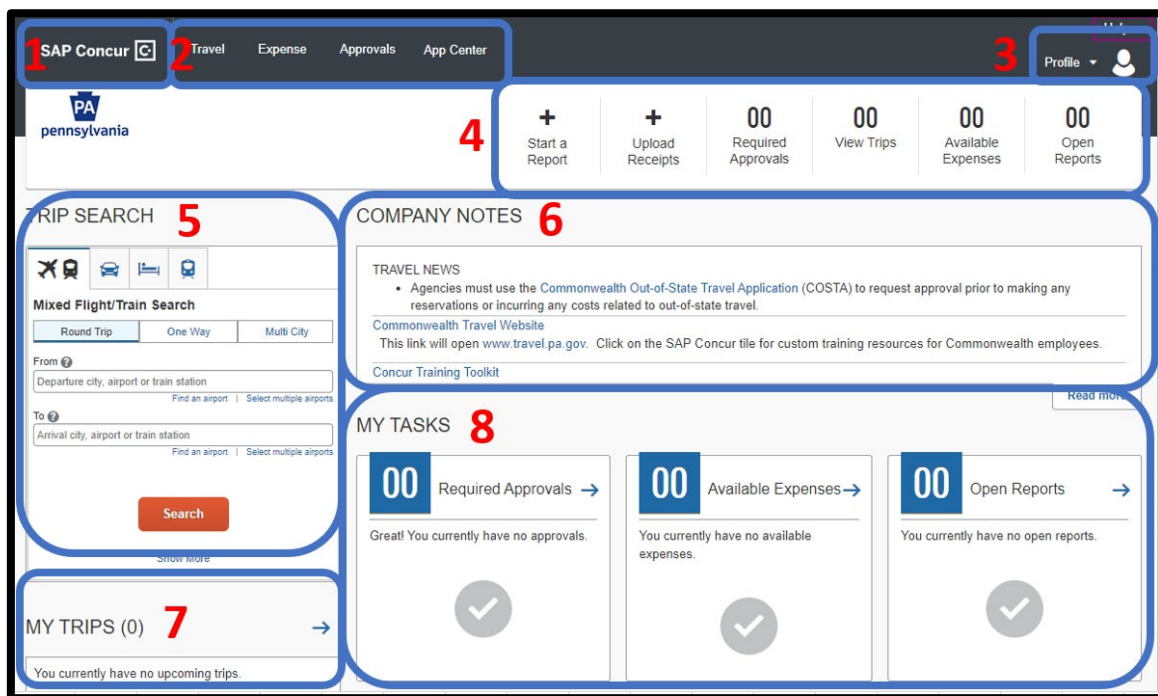 Help
1 SAP Concur C
2 Travel Expense Approvals App Center
3 Profile
PA
pennsylvania
4
+ Start a Report
+ Upload Receipts
00 Required Approvals
00 View Trips
00 Available Expenses
00 Open Reports
TRIP SEARCH 5
Mixed Flight/Train Search
Round Trip One Way Multi City
From ?
Departure city, airport or train station
Find an airport | Select multiple airports
To ?
Arrival city, airport or train station
Find an airport | Select multiple airports
Search
Show More
COMPANY NOTES 6
TRAVEL NEWS
• Agencies must use the Commonwealth Out-of-State Travel Application (COSTA) to request approval prior to making any
reservations or incurring any costs related to out-of-state travel.
Commonwealth Travel Website
This link will open www.travel.pa.gov. Click on the SAP Concur tile for custom training resources for Commonwealth employees.
Concur Training Toolkit
Read more
MY TRIPS (0) 7 →
You currently have no upcoming trips.
MY TASKS 8
00 Required Approvals →
Great! You currently have no approvals.
00 Available Expenses→
You currently have no available
expenses.
00 Open Reports →
You currently have no open reports.